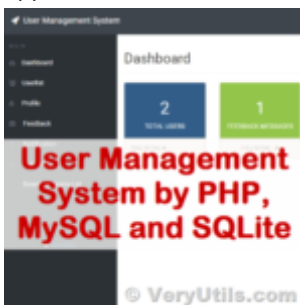 User Management System
Dashboard
Dashboard
Userlist
Profile
Feedback
2
TOTAL USERS
1
FEEDBACK MESSAGES
User Management
System by PHP,
MySQL and SQLite
© VeryUtils.com